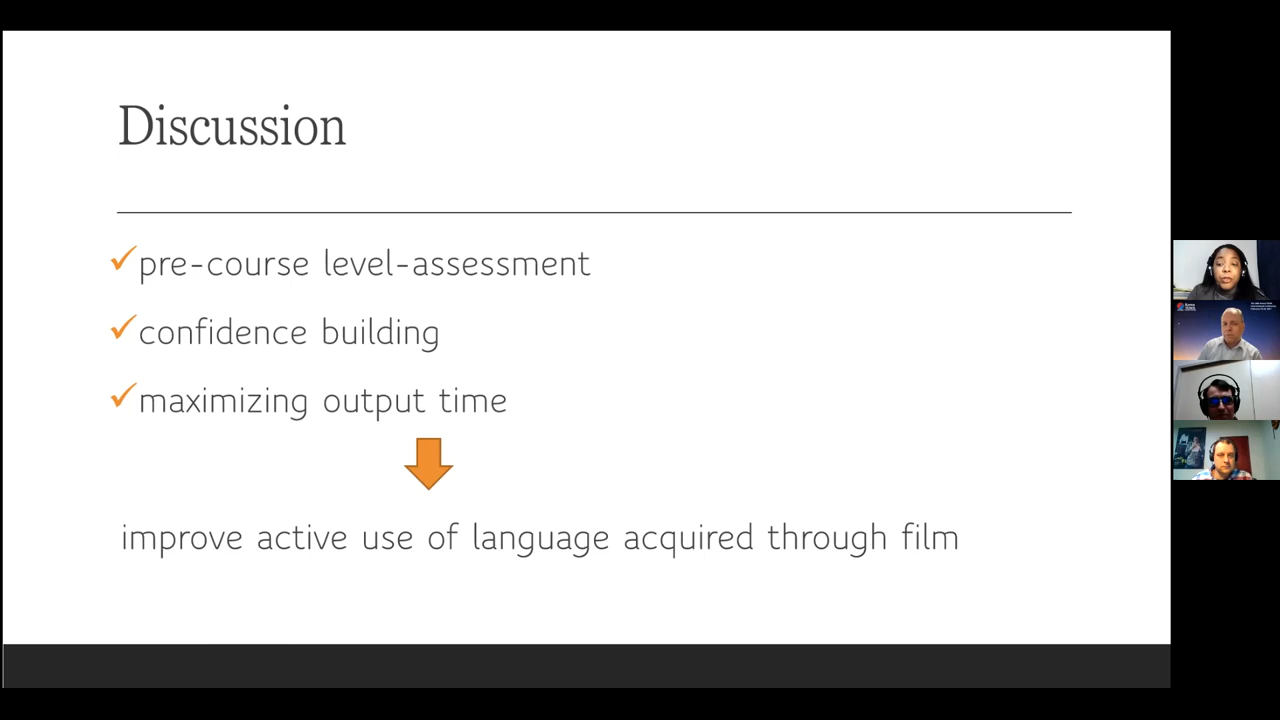 Discussion
pre-course level-assessment
confidence building
maximizing output time
improve active use of language acquired through film